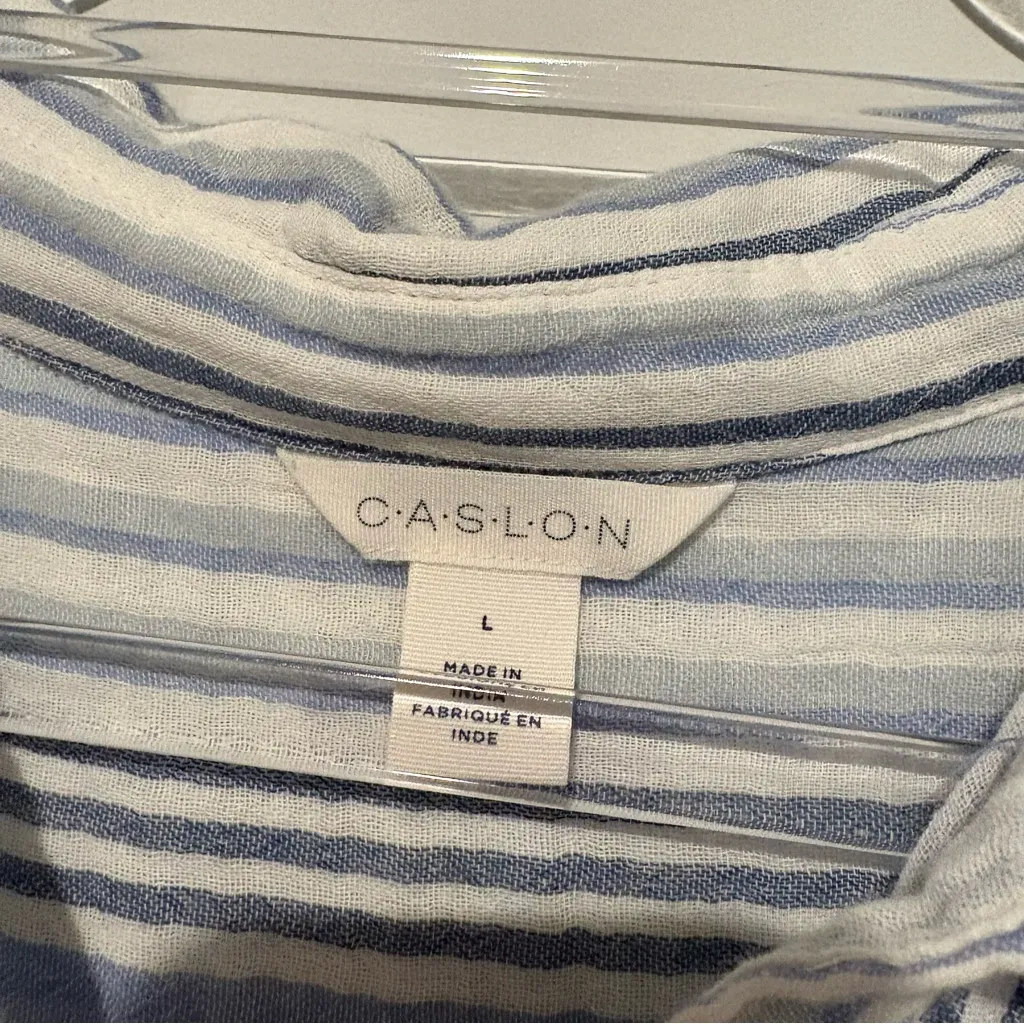 C·A·S·L·O·N
L
MADE IN
INDIA
FABRIQUÉ EN
INDE